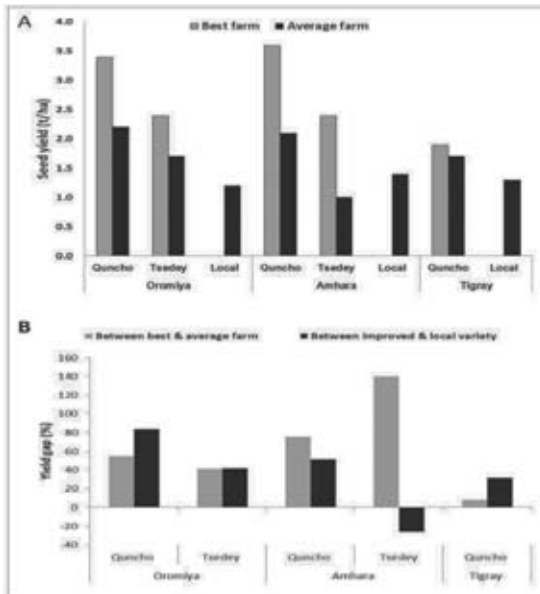 A
Best farm Average farm
Seed yield (t/ha)
4.0
3.5
3.0
2.5
2.0
1.5
1.0
0.5
0.0
Quncho Tsedey Local Quncho Tsedey Local Quncho Local
Oromiya Amhara Tigray
B
Between best & average farm Between improved & local variety
Yield gap (%)
160
140
120
100
80
60
40
20
0
-20
-40
Quncho Tsedey Quncho Tsedey Quncho
Oromiya Amhara Tigray